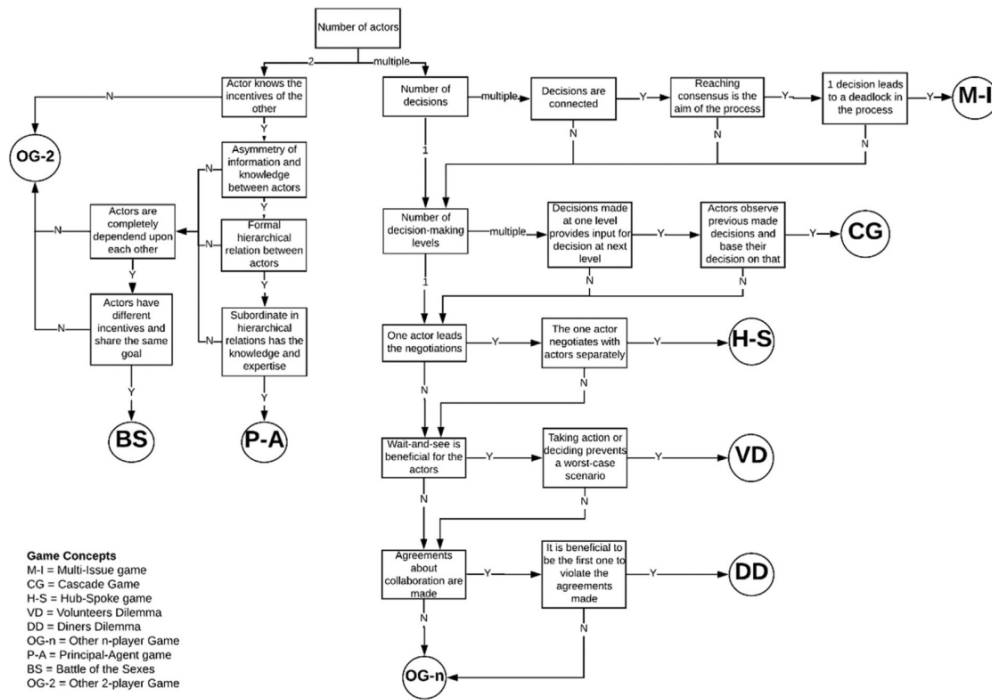 Number of actors
2
multiple
Actor knows the
incentives of the
other
N
Y
Number of
decisions
multiple
Decisions are
connected
Y
Reaching
consensus is the
aim of the process
Y
1 decision leads
to a deadlock in
the process
Y
M-I
N
N
N
1
OG-2
Asymmetry of
information and
knowledge
between actors
N
Y
Actors are
completely
dependend upon
each other
N
Y
Formal
hierarchical
relation between
actors
N
Y
Number of
decision-making
levels
multiple
Decisions made
at one level
provides input for
decision at next
level
Y
Actors observe
previous made
decisions and
base their
decision on that
Y
CG
N
N
1
Actors have
different
incentives and
share the same
goal
N
Y
Subordinate in
hierarchical
relations has the
knowledge and
expertise
N
Y
One actor leads
the negotiations
Y
The one actor
negotiates with
actors separately
Y
H-S
N
N
BS
P-A
Wait-and-see is
beneficial for the
actors
Y
Taking action or
deciding prevents
a worst-case
scenario
Y
VD
N
N
Agreements
about
collaboration are
made
Y
It is beneficial to
be the first one to
violate the
agreements
made
Y
DD
N
N
OG-n
Game Concepts
M-I = Multi-Issue game
CG = Cascade Game
H-S = Hub-Spoke game
VD = Volunteers Dilemma
DD = Diners Dilemma
OG-n = Other n-player Game
P-A = Principal-Agent game
BS = Battle of the Sexes
OG-2 = Other 2-player Game